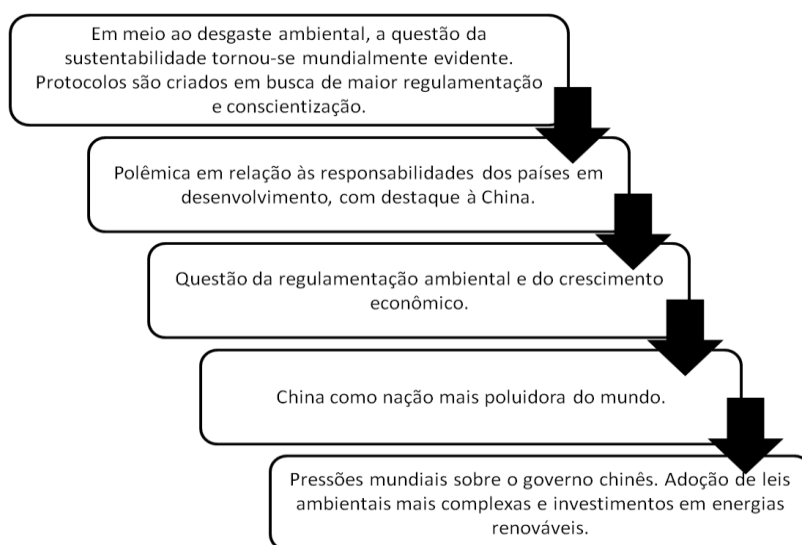 Em meio ao desgaste ambiental, a questão da
sustentabilidade tornou-se mundialmente evidente.
Protocolos são criados em busca de maior regulamentação
e conscientização.
Polêmica em relação às responsabilidades dos países em
desenvolvimento, com destaque à China.
Questão da regulamentação ambiental e do crescimento
econômico.
China como nação mais poluidora do mundo.
Pressões mundiais sobre o governo chinês. Adoção de leis
ambientais mais complexas e investimentos em energias
renováveis.